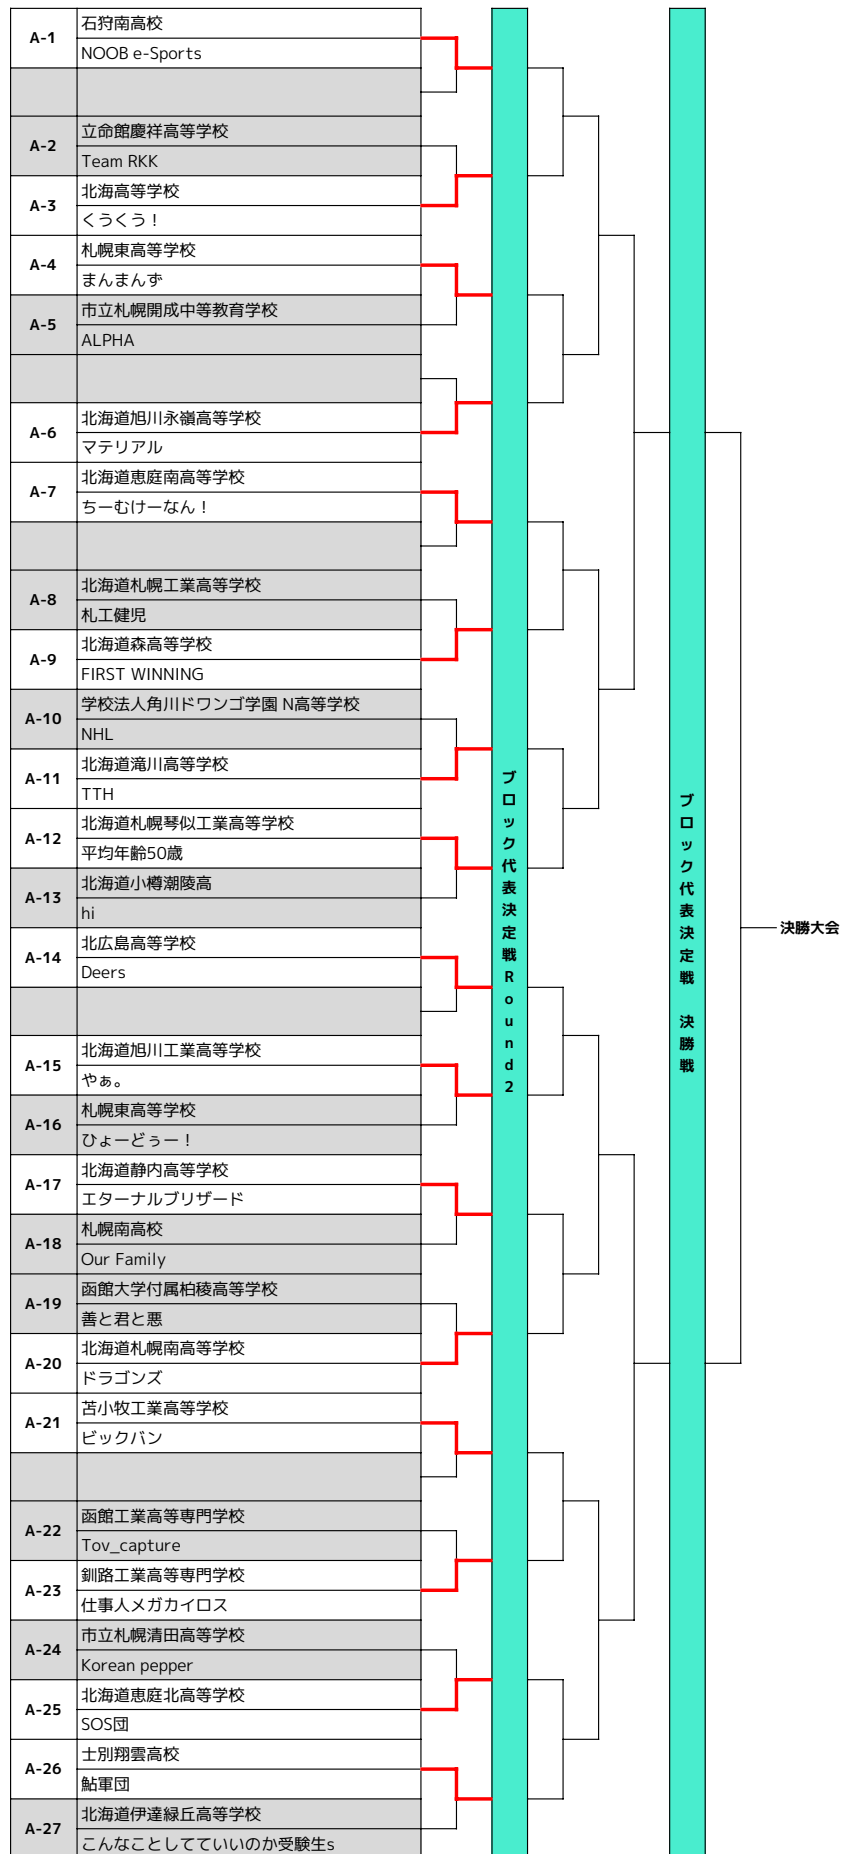 A-1
石狩南高校
NOOB e-Sports
A-2
立命館慶祥高等学校
Team RKK
A-3
北海高等学校
くうくう！
A-4
札幌東高等学校
まんまんず
A-5
市立札幌開成中等教育学校
ALPHA
A-6
北海道旭川永嶺高等学校
マテリアル
A-7
北海道恵庭南高等学校
ちーむけーなん！
A-8
北海道札幌工業高等学校
札工健児
A-9
北海道森高等学校
FIRST WINNING
A-10
学校法人角川ドワンゴ学園 N高等学校
NHL
A-11
北海道滝川高等学校
TTH
A-12
北海道札幌琴似工業高等学校
平均年齢50歳
A-13
北海道小樽潮陵高
hi
A-14
北広島高等学校
Deers
A-15
北海道旭川工業高等学校
やぁ。
A-16
札幌東高等学校
ひょーどぅー！
A-17
北海道静内高等学校
エターナルブリザード
A-18
札幌南高校
Our Family
A-19
函館大学付属柏稜高等学校
善と君と悪
A-20
北海道札幌南高等学校
ドラゴンズ
A-21
苫小牧工業高等学校
ビックバン
A-22
函館工業高等専門学校
Tov_capture
A-23
釧路工業高等専門学校
仕事人メガカイロス
A-24
市立札幌清田高等学校
Korean pepper
A-25
北海道恵庭北高等学校
SOS団
A-26
士別翔雲高校
鮎軍団
A-27
北海道伊達緑丘高等学校
こんなことしてていいのか受験生s
ブロック代表決定戦Round2
ブロック代表決定戦　決勝戦
決勝大会